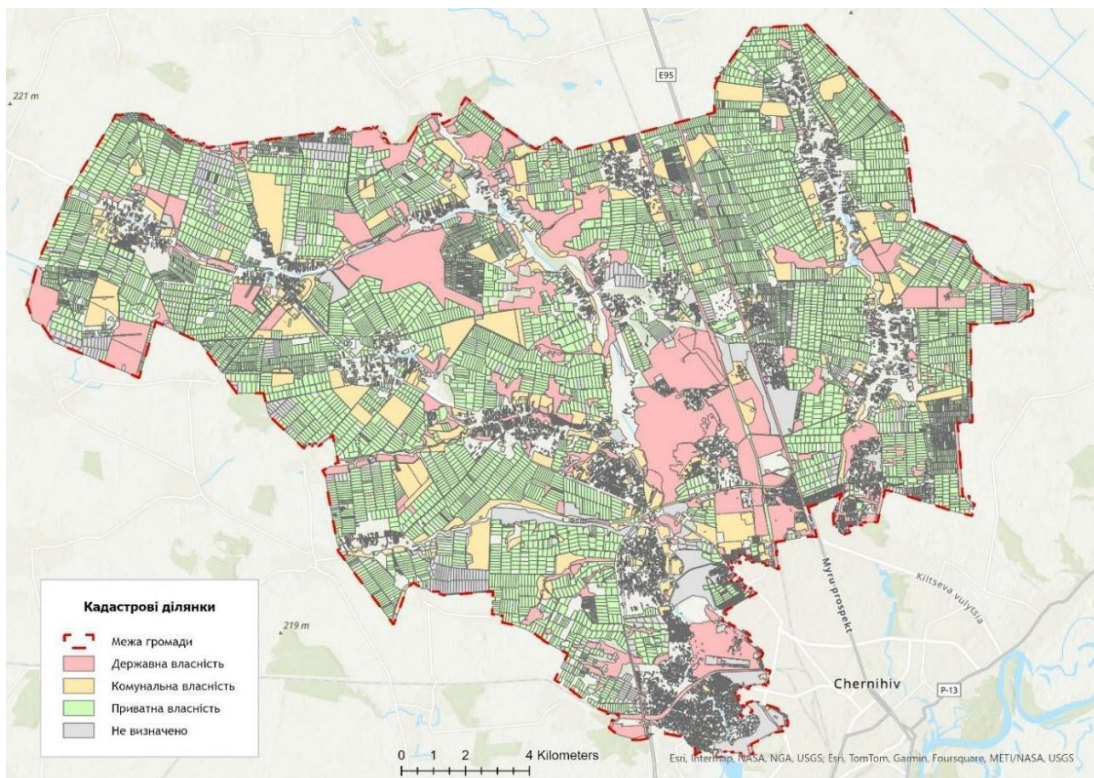 E95
221 m
219 m
Myru prospekt
Kiltseva vulytsia
Chernihiv
P-13
Кадастрові ділянки
Межа громади
Державна власність
Комунальна власність
Приватна власність
Не визначено
0 1 2 4 Kilometers
Esri, Intermap, NASA, NGA, USGS; Esri, TomTom, Garmin, Foursquare, METI/NASA, USGS